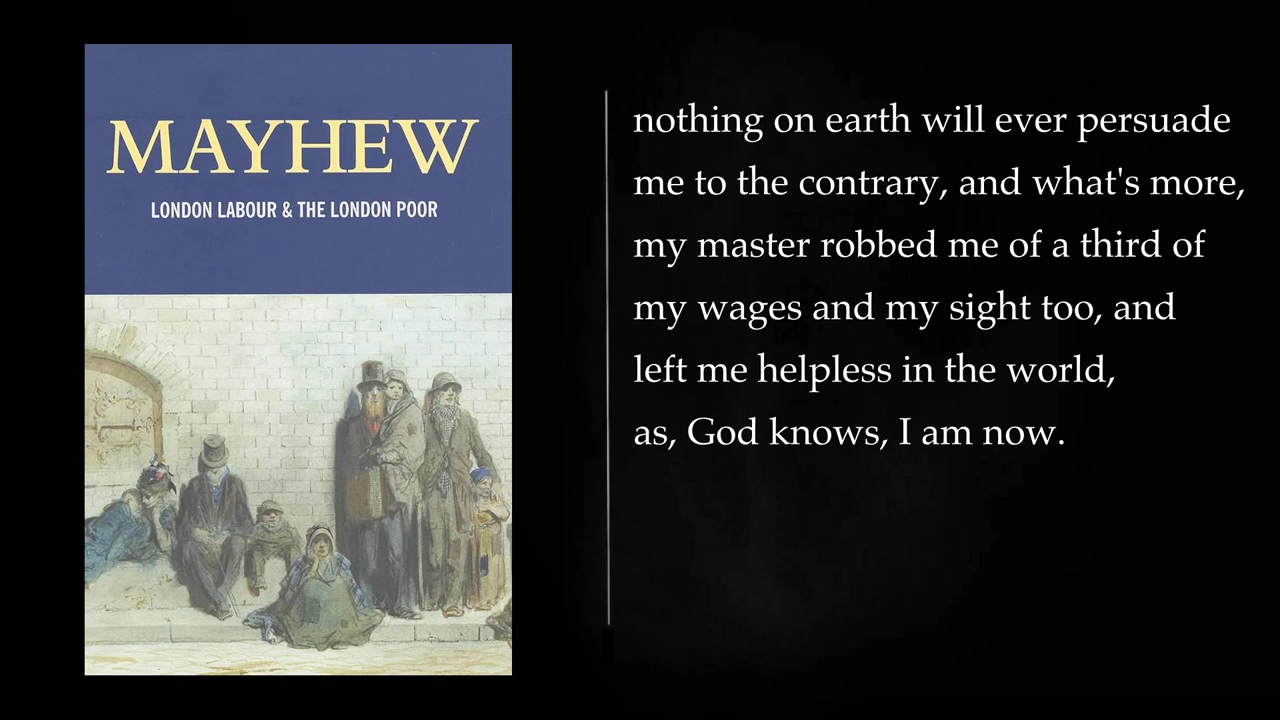 MAYHEW
LONDON LABOUR & THE LONDON POOR
nothing on earth will ever persuade
me to the contrary, and what's more,
my master robbed me of a third of
my wages and my sight too, and
left me helpless in the world,
as, God knows, I am now.